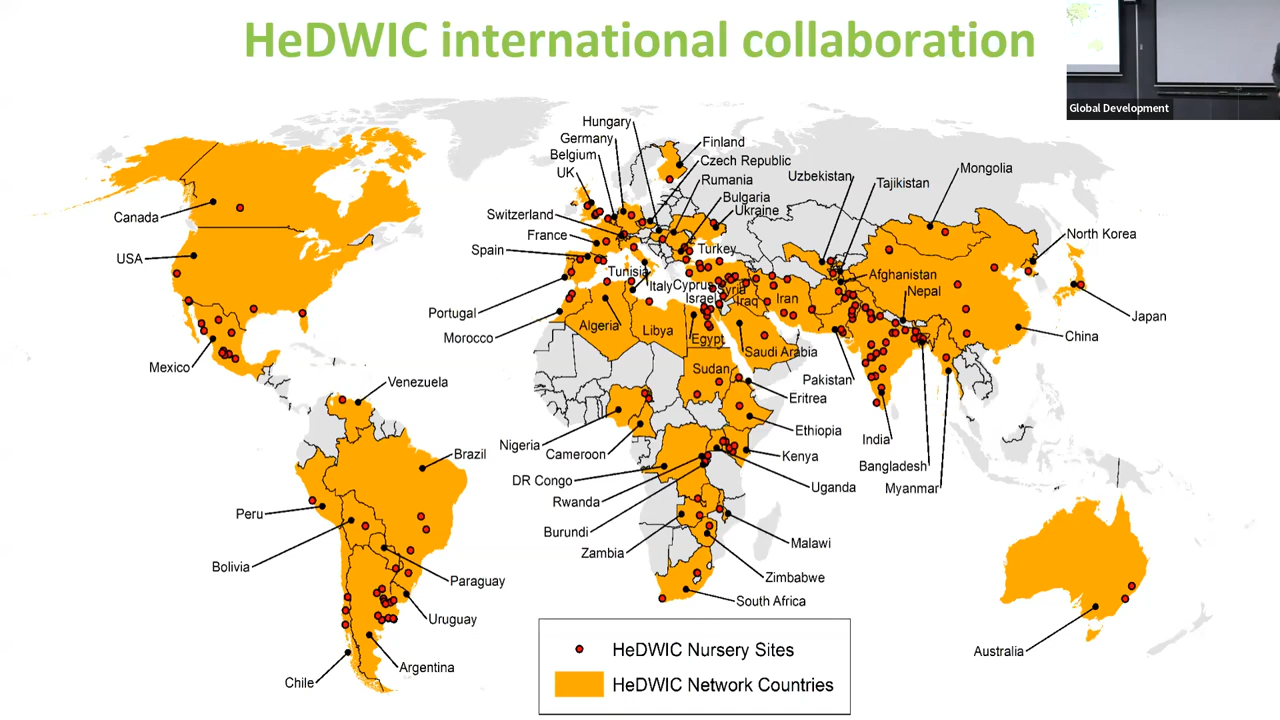 HeDWIC international collaboration
Global Development
Hungary
Germany
Belgium
UK
Finland
Czech Republic
Rumania
Bulgaria
Ukraine
Uzbekistan
Tajikistan
Mongolia
North Korea
Canada
USA
Switzerland
France
Spain
Turkey
Tunisia
Italy
Cyprus
Syria
Israel
Iraq
Iran
Afghanistan
Nepal
Portugal
Morocco
Algeria
Libya
Egypt
Saudi Arabia
Japan
China
Mexico
Venezuela
Sudan
Pakistan
Eritrea
Ethiopia
India
Nigeria
Cameroon
Kenya
Bangladesh
Brazil
DR Congo
Uganda
Myanmar
Rwanda
Peru
Burundi
Zambia
Malawi
Bolivia
Paraguay
Zimbabwe
South Africa
Uruguay
Australia
Argentina
Chile
HeDWIC Nursery Sites
HeDWIC Network Countries